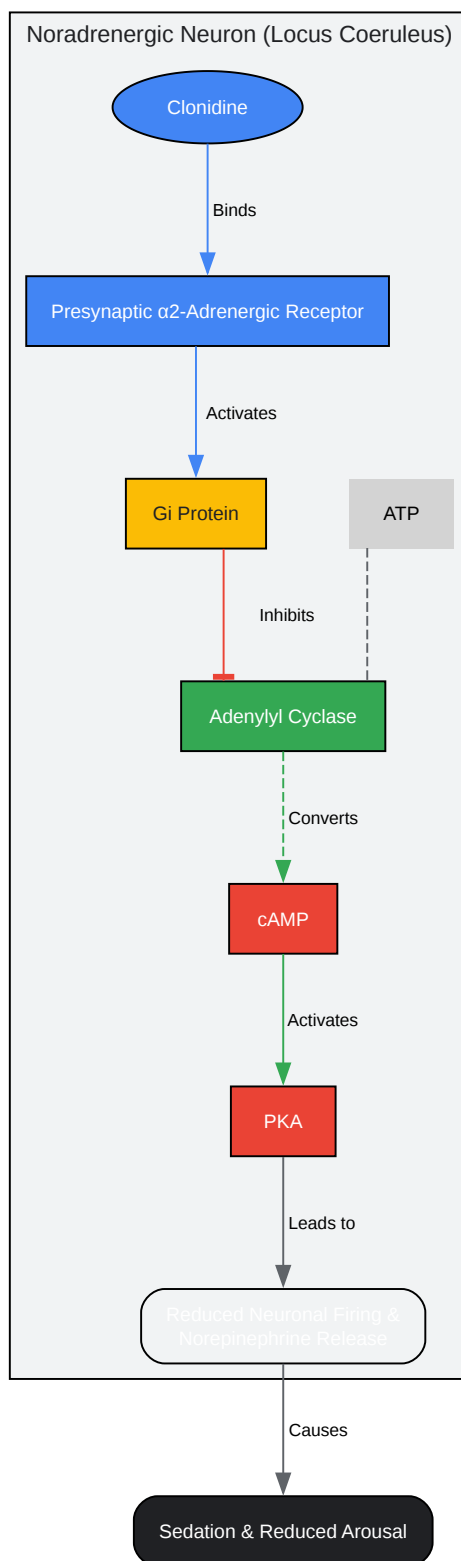 Noradrenergic Neuron (Locus Coeruleus)
Clonidine
Binds
Presynaptic α2-Adrenergic Receptor
Activates
Gi Protein
ATP
Inhibits
Adenylyl Cyclase
Converts
cAMP
Activates
PKA
Leads to
Reduced Neuronal Firing &
Norepinephrine Release
Causes
Sedation & Reduced Arousal